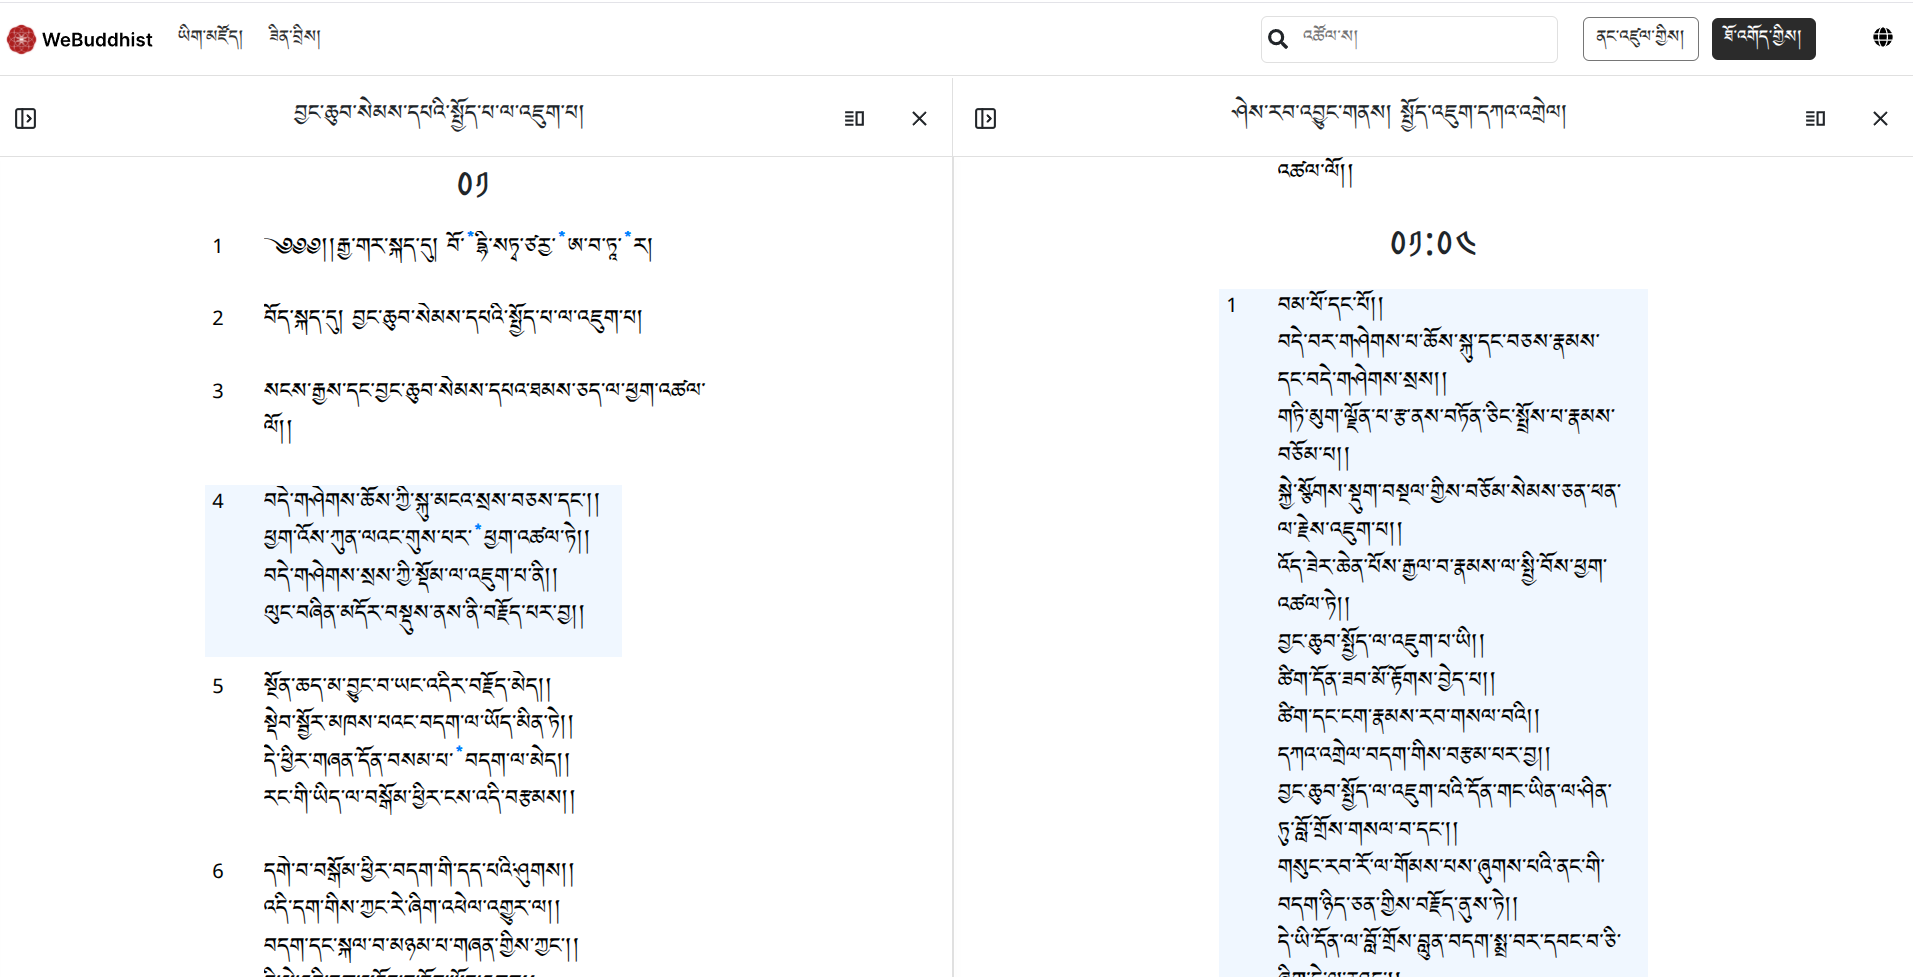 WeBuddhist
ཡིག་མཛོད།
ཟིན་བྲིས།
འཚོལ་ས།
ནང་འཛུལ་གྱིས།
ཐོ་འགོད་གྱིས།
བྱང་ཆུབ་སེམས་དཔའི་སྤྱོད་པ་ལ་འཇུག་པ།
༠༡
1 ༄༅༅།།རྒྱ་གར་སྐད་དུ། བོ་*དྷི་སཏྭ་ཙརྱ་*ཨ་བ་ཏཱ་*ར།
2 བོད་སྐད་དུ། བྱང་ཆུབ་སེམས་དཔའི་སྤྱོད་པ་ལ་འཇུག་པ།
3 སངས་རྒྱས་དང་བྱང་ཆུབ་སེམས་དཔའ་ཐམས་ཅད་ལ་ཕྱག་འཚལ་
ལོ།།
4 བདེ་གཤེགས་ཆོས་ཀྱི་སྐུ་མངའ་སྲས་བཅས་དང་།།
ཕྱག་འོས་ཀུན་ལའང་གུས་པར་*ཕྱག་འཚལ་ཏེ།།
བདེ་གཤེགས་སྲས་ཀྱི་སྡོམ་ལ་འཇུག་པ་ནི།།
ལུང་བཞིན་མདོར་བསྡུས་ནས་ནི་བརྗོད་པར་བྱ།།
5 སྔོན་ཆད་མ་བྱུང་བ་ཡང་འདིར་བརྗོད་མེད།།
སྡེབ་སྦྱོར་མཁས་པའང་བདག་ལ་ཡོད་མིན་ཏེ།།
དེ་ཕྱིར་གཞན་དོན་བསམ་པ་*བདག་ལ་མེད།།
རང་གི་ཡིད་ལ་བསྒོམ་ཕྱིར་ངས་འདི་བརྩམས།།
6 དགེ་བ་བསྒོམ་ཕྱིར་བདག་གི་དད་པའི་ཤུགས།།
འདི་དག་གིས་ཀྱང་རེ་ཞིག་འཕེལ་འགྱུར་ལ།།
བདག་དང་སྐལ་བ་མཉམ་པ་གཞན་གྱིས་ཀྱང་།།
ཤེས་རབ་འབྱུང་གནས། སྤྱོད་འཇུག་དཀའ་འགྲེལ།
འཚལ་ལོ།།
༠༡:༠༤
1 བམ་པོ་དང་པོ།།
བདེ་བར་གཤེགས་པ་ཆོས་སྐུ་དང་བཅས་རྣམས་
དང་བདེ་གཤེགས་སྲས།།
གཏི་མུག་ལྗོན་པ་རྩ་ནས་བཏོན་ཅིང་སྤྲོས་པ་རྣམས་
བཅོམ་པ།།
སྐྱེ་སྩོགས་སྡུག་བསྔལ་གྱིས་བཅོམ་སེམས་ཅན་ཕན་
ལ་རྗེས་འཇུག་པ།།
འོད་ཟེར་ཆེན་པོས་རྒྱལ་བ་རྣམས་ལ་སྤྱི་བོས་ཕྱག་
འཚལ་ཏེ།།
བྱང་ཆུབ་སྤྱོད་ལ་འཇུག་པ་ཡི།།
ཚིག་དོན་ཟབ་མོ་རྟོགས་བྱེད་པ།།
ཚིག་དང་ངག་རྣམས་རབ་གསལ་བའི།།
དཀའ་འགྲེལ་བདག་གིས་བརྩམ་པར་བྱ།།
བྱང་ཆུབ་སྤྱོད་ལ་འཇུག་པའི་དོན་གང་ཡིན་ལ་ཤིན་
ཏུ་བློ་གྲོས་གསལ་བ་དང་།།
གསུང་རབ་རོ་ལ་གོམས་པས་ཞུགས་པའི་ནང་གི་
བདག་ཉིད་ཅན་གྱིས་བརྗོད་ནུས་ཏེ།།
དེ་ཡི་དོན་ལ་བློ་གྲོས་བླུན་བདག་སྨྲ་བར་དབང་བ་ཅི་